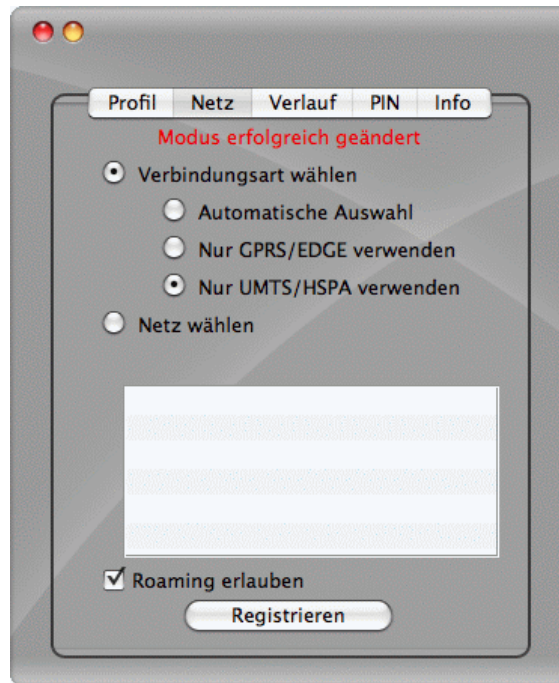 Profil Netz Verlauf PIN Info
Modus erfolgreich geändert
Verbindungsart wählen
Automatische Auswahl
Nur GPRS/EDGE verwenden
Nur UMTS/HSPA verwenden
Netz wählen
Roaming erlauben
Registrieren